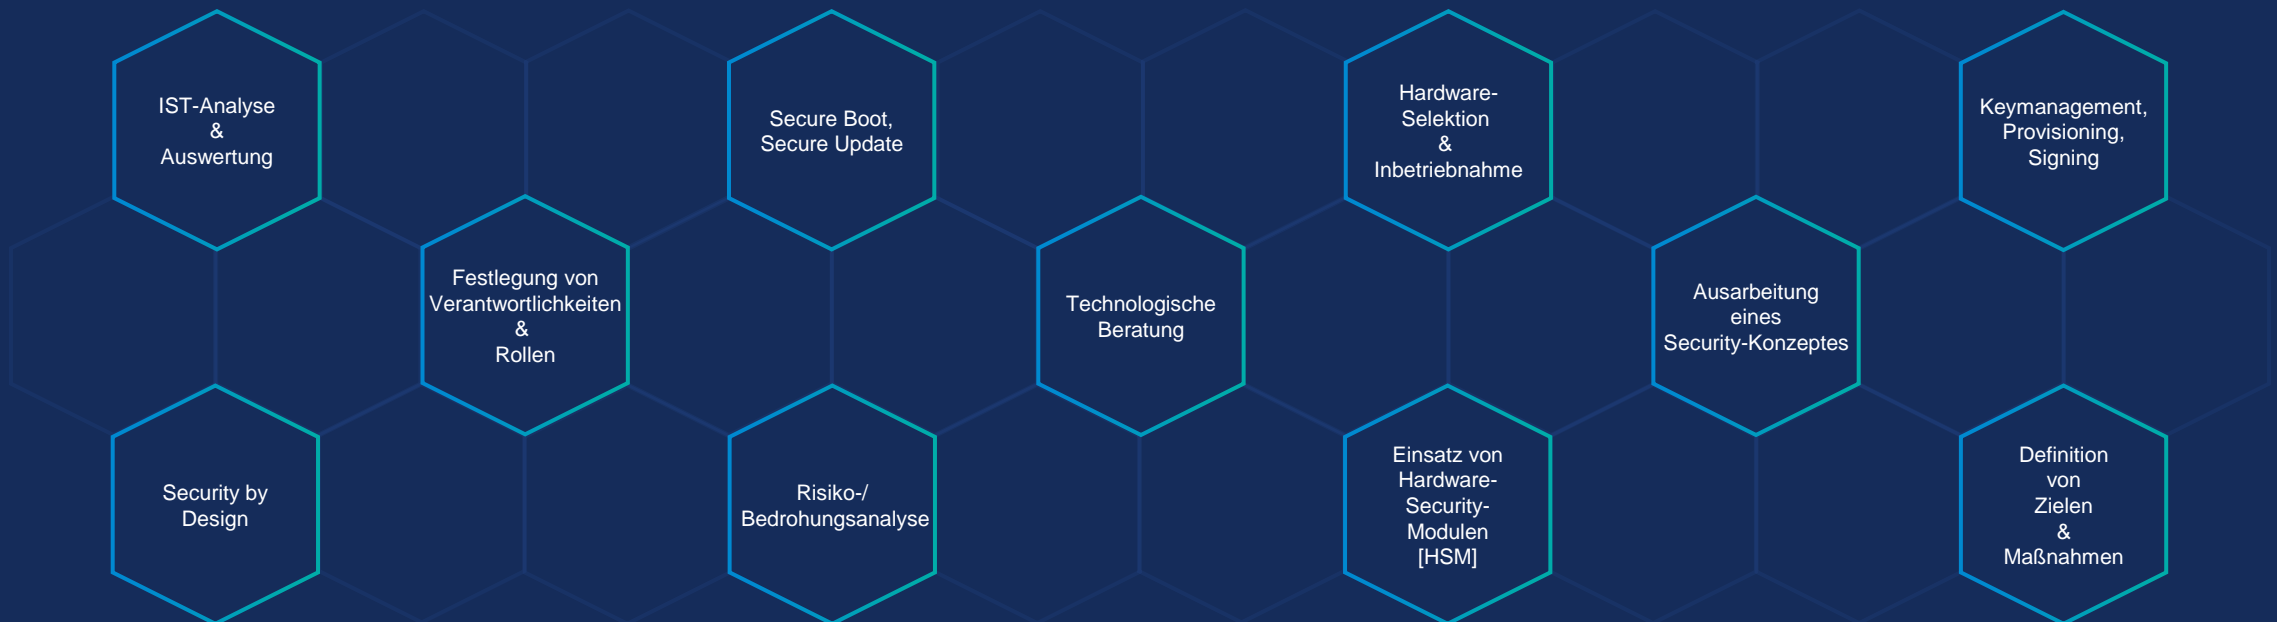 IST-Analyse
&
Auswertung
Secure Boot,
Secure Update
Hardware-
Selektion
&
Inbetriebnahme
Keymanagement,
Provisioning,
Signing
Festlegung von
Verantwortlichkeiten
&
Rollen
Technologische
Beratung
Ausarbeitung
eines
Security-Konzeptes
Security by
Design
Risiko-/
Bedrohungsanalyse
Einsatz von
Hardware-
Security-
Modulen
[HSM]
Definition
von
Zielen
&
Maßnahmen